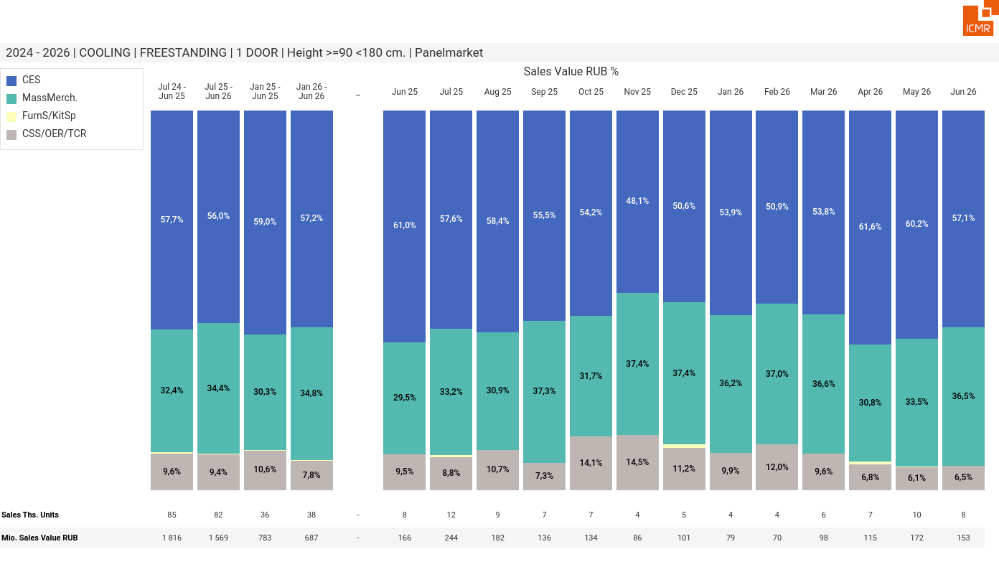 ICMR
2024 - 2026 | COOLING | FREESTANDING | 1 DOOR | Height >=90 <180 cm. | Panelmarket
CES
MassMerch.
FurnS/KitSp
CSS/OER/TCR
Sales Value RUB %
Jul 24 - Jun 25 Jul 25 - Jun 26 Jan 25 - Jun 25 Jan 26 - Jun 26 – Jun 25 Jul 25 Aug 25 Sep 25 Oct 25 Nov 25 Dec 25 Jan 26 Feb 26 Mar 26 Apr 26 May 26 Jun 26
57,7% 56,0% 59,0% 57,2% 61,0% 57,6% 58,4% 55,5% 54,2% 48,1% 50,6% 53,9% 50,9% 53,8% 61,6% 60,2% 57,1%
32,4% 34,4% 30,3% 34,8% 29,5% 33,2% 30,9% 37,3% 31,7% 37,4% 37,4% 36,2% 37,0% 36,6% 30,8% 33,5% 36,5%
9,6% 9,4% 10,6% 7,8% 9,5% 8,8% 10,7% 7,3% 14,1% 14,5% 11,2% 9,9% 12,0% 9,6% 6,8% 6,1% 6,5%
Sales Ths. Units 85 82 36 38 - 8 12 9 7 7 4 5 4 4 6 7 10 8
Mio. Sales Value RUB 1 816 1 569 783 687 - 166 244 182 136 134 86 101 79 70 98 115 172 153